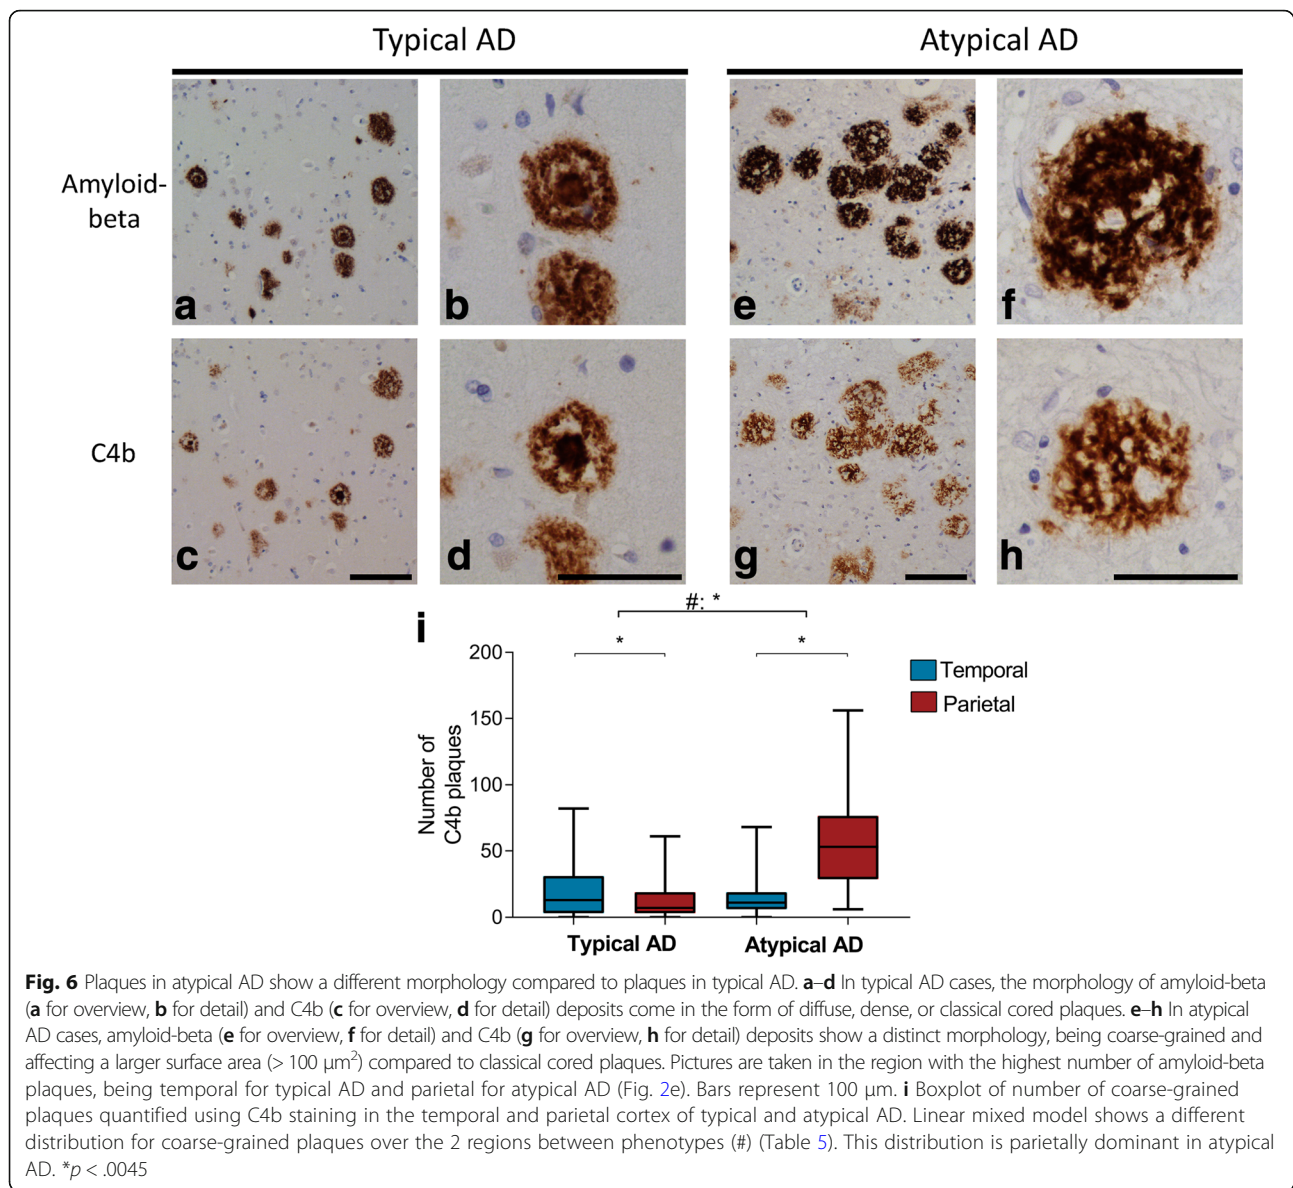 Typical AD
Atypical AD
Amyloid-
beta
a
b
e
f
C4b
c
d
g
h
i
#: *
*
*
200
150
100
50
0
Number of
C4b plaques
Temporal
Parietal
Typical AD
Atypical AD
Fig. 6 Plaques in atypical AD show a different morphology compared to plaques in typical AD. a–d In typical AD cases, the morphology of amyloid-beta
(a for overview, b for detail) and C4b (c for overview, d for detail) deposits come in the form of diffuse, dense, or classical cored plaques. e–h In atypical
AD cases, amyloid-beta (e for overview, f for detail) and C4b (g for overview, h for detail) deposits show a distinct morphology, being coarse-grained and
affecting a larger surface area (> 100 μm²) compared to classical cored plaques. Pictures are taken in the region with the highest number of amyloid-beta
plaques, being temporal for typical AD and parietal for atypical AD (Fig. 2e). Bars represent 100 μm. i Boxplot of number of coarse-grained
plaques quantified using C4b staining in the temporal and parietal cortex of typical and atypical AD. Linear mixed model shows a different
distribution for coarse-grained plaques over the 2 regions between phenotypes (#) (Table 5). This distribution is parietally dominant in atypical
AD. *p < .0045